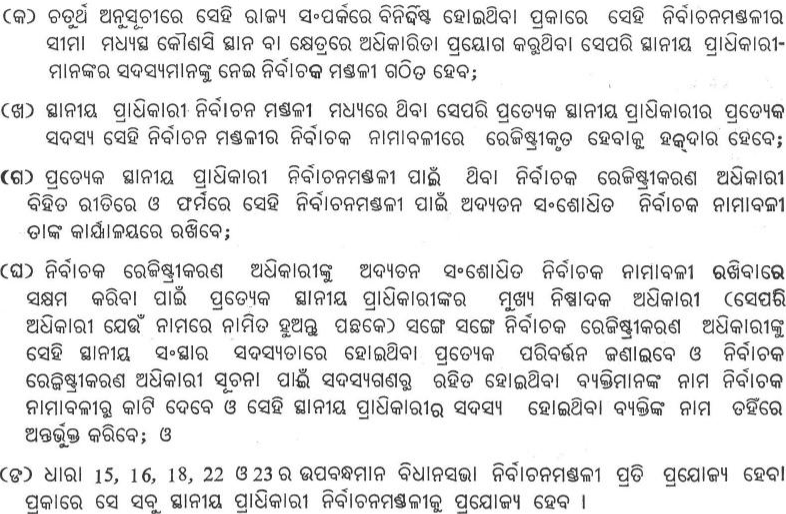 (କ) ଚତୁର୍ଥ ଅନୁସୂଚୀରେ ସେହି ରାଜ୍ୟ ସଂପର୍କରେ ବିନିର୍ଦ୍ଦିଷ୍ଟ ହୋଇଥିବା ପ୍ରକାରେ ସେହି ନିର୍ବାଚନମଣ୍ଡଳୀର
ସୀମା ମଧ୍ୟସ୍ଥ କୌଣସି ସ୍ଥାନ ବା କ୍ଷେତ୍ରରେ ଅଧିକାରିତା ପ୍ରୟୋଗ କରୁଥିବା ସେପରି ସ୍ଥାନୀୟ ପ୍ରାଧିକାରୀ-
ମାନଙ୍କର ସଦସ୍ୟମାନଙ୍କୁ ନେଇ ନିର୍ବାଚକ ମଣ୍ଡଳୀ ଗଠିତ ହେବ;
(ଖ) ସ୍ଥାନୀୟ ପ୍ରାଧିକାରୀ ନିର୍ବାଚନ ମଣ୍ଡଳୀ ମଧ୍ୟରେ ଥିବା ସେପରି ପ୍ରତ୍ୟେକ ସ୍ଥାନୀୟ ପ୍ରାଧିକାରୀର ପ୍ରତ୍ୟେକ
ସଦସ୍ୟ ସେହି ନିର୍ବାଚନ ମଣ୍ଡଳୀର ନିର୍ବାଚକ ନାମାବଳୀରେ ରେଜିଷ୍ଟ୍ରୀକୃତ ହେବାକୁ ହକ୍‌ଦାର ହେବେ;
(ଗ) ପ୍ରତ୍ୟେକ ସ୍ଥାନୀୟ ପ୍ରାଧିକାରୀ ନିର୍ବାଚନମଣ୍ଡଳୀ ପାଇଁ ଥିବା ନିର୍ବାଚକ ରେଜିଷ୍ଟ୍ରୀକରଣ ଅଧିକାରୀ
ବିହିତ ରୀତିରେ ଓ ଫର୍ମରେ ସେହି ନିର୍ବାଚନମଣ୍ଡଳୀ ପାଇଁ ଅଦ୍ୟତନ ସଂଶୋଧିତ ନିର୍ବାଚକ ନାମାବଳୀ
ତାଙ୍କ କାର୍ଯ୍ୟାଳୟରେ ରଖିବେ;
(ଘ) ନିର୍ବାଚକ ରେଜିଷ୍ଟ୍ରୀକରଣ ଅଧିକାରୀଙ୍କୁ ଅଦ୍ୟତନ ସଂଶୋଧିତ ନିର୍ବାଚକ ନାମାବଳୀ ରଖିବାରେ
ସକ୍ଷମ କରିବା ପାଇଁ ପ୍ରତ୍ୟେକ ସ୍ଥାନୀୟ ପ୍ରାଧିକାରୀଙ୍କର ମୁଖ୍ୟ ନିଷ୍ପାଦକ ଅଧିକାରୀ (ସେପରି
ଅଧିକାରୀ ଯେଉଁ ନାମରେ ନାମିତ ହୁଅନ୍ତୁ ପଛକେ) ସଙ୍ଗେ ସଙ୍ଗେ ନିର୍ବାଚକ ରେଜିଷ୍ଟ୍ରୀକରଣ ଅଧିକାରୀଙ୍କୁ
ସେହି ସ୍ଥାନୀୟ ସଂସ୍ଥାର ସଦସ୍ୟତାରେ ହୋଇଥିବା ପ୍ରତ୍ୟେକ ପରିବର୍ତ୍ତନ ଜଣାଇବେ ଓ ନିର୍ବାଚକ
ରେଜିଷ୍ଟ୍ରୀକରଣ ଅଧିକାରୀ ସୂଚନା ପାଇଁ ସଦସ୍ୟଗଣରୁ ରହିତ ହୋଇଥିବା ବ୍ୟକ୍ତିମାନଙ୍କ ନାମ ନିର୍ବାଚକ
ନାମାବଳୀରୁ କାଟି ଦେବେ ଓ ସେହି ସ୍ଥାନୀୟ ପ୍ରାଧିକାରୀର ସଦସ୍ୟ ହୋଇଥିବା ବ୍ୟକ୍ତିଙ୍କ ନାମ ତହିଁରେ
ଅନ୍ତର୍ଭୁକ୍ତ କରିବେ; ଓ
(ଙ) ଧାରା 15, 16, 18, 22 ଓ 23 ର ଉପବନ୍ଧମାନ ବିଧାନସଭା ନିର୍ବାଚନମଣ୍ଡଳୀ ପ୍ରତି ପ୍ରଯୋଜ୍ୟ ହେବା
ପ୍ରକାରେ ସେ ସବୁ ସ୍ଥାନୀୟ ପ୍ରାଧିକାରୀ ନିର୍ବାଚନମଣ୍ଡଳୀକୁ ପ୍ରଯୋଜ୍ୟ ହେବ ।